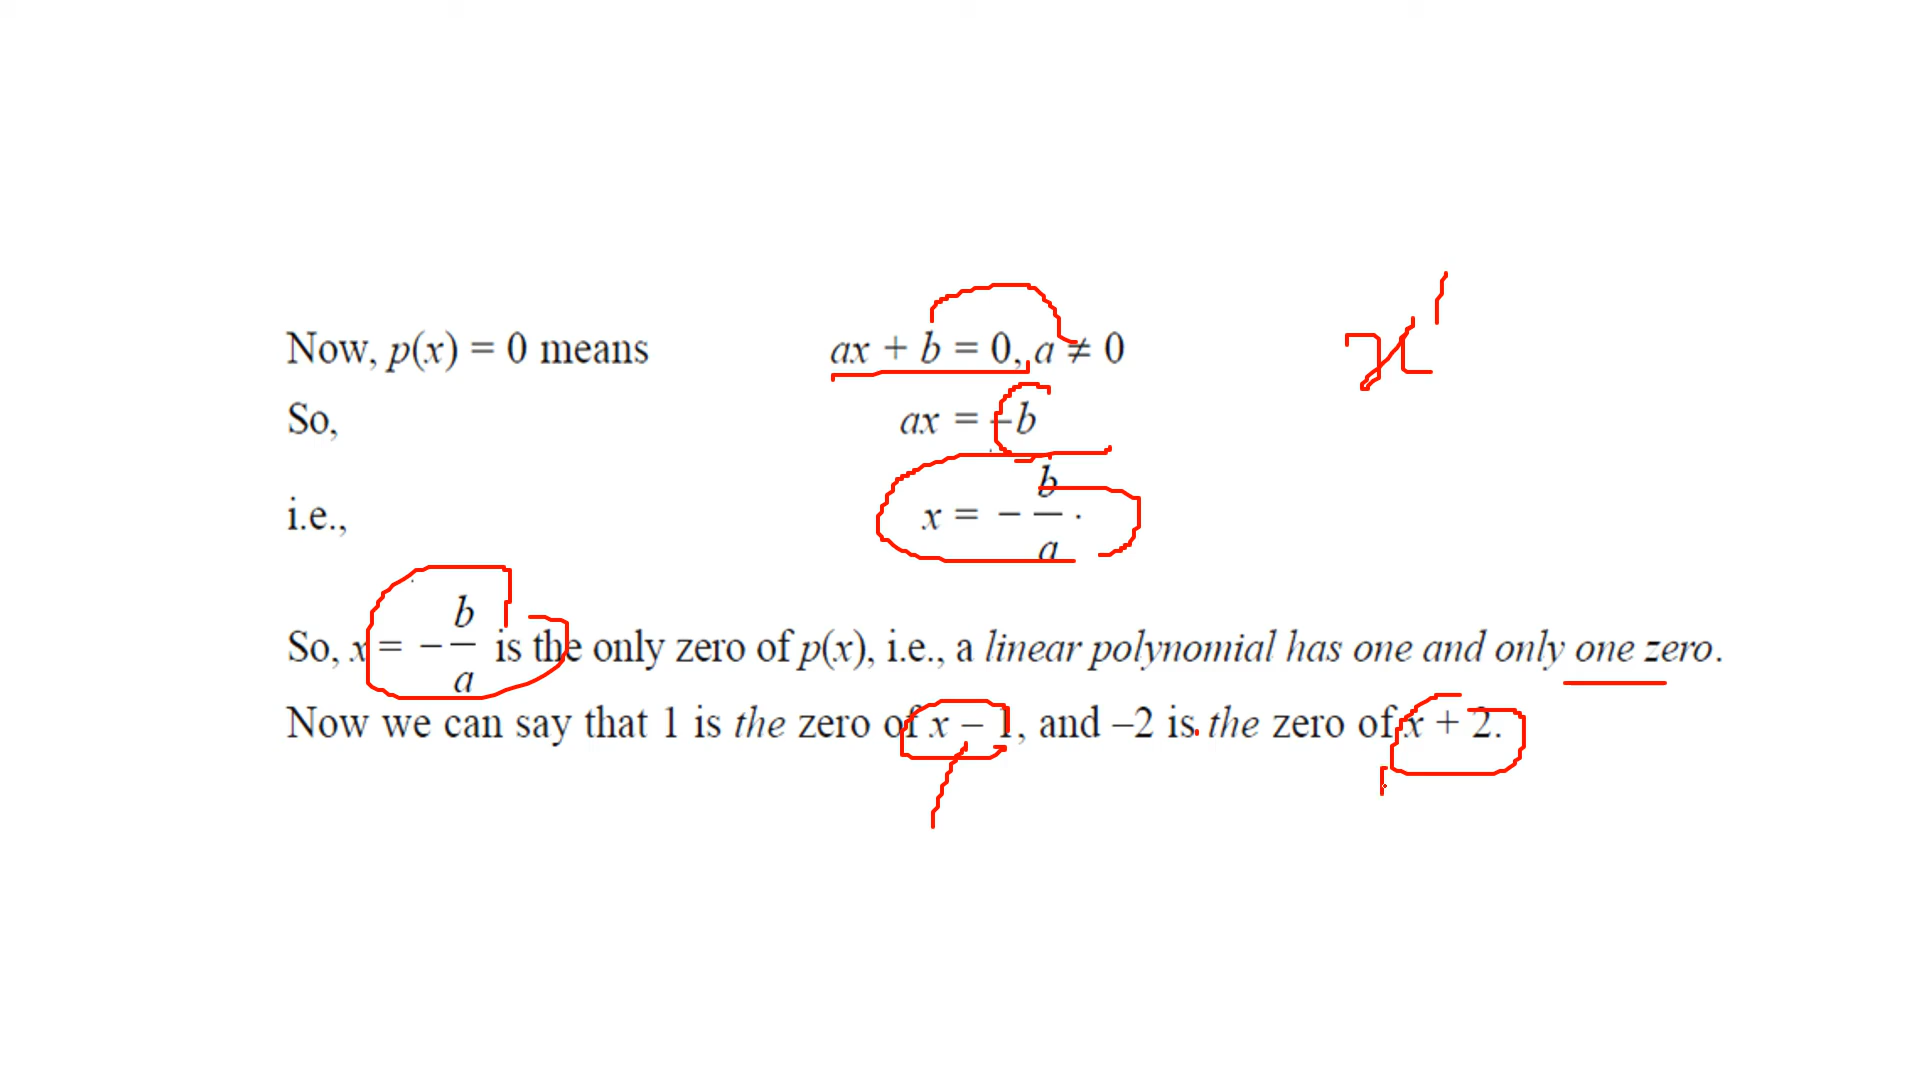 Now, p(x) = 0 means ax + b = 0, a ≠ 0
So, ax = –b
i.e., x = – b/a .
So, x = – b/a is the only zero of p(x), i.e., a linear polynomial has one and only one zero.
Now we can say that 1 is the zero of x – 1, and –2 is the zero of x + 2.
x¹